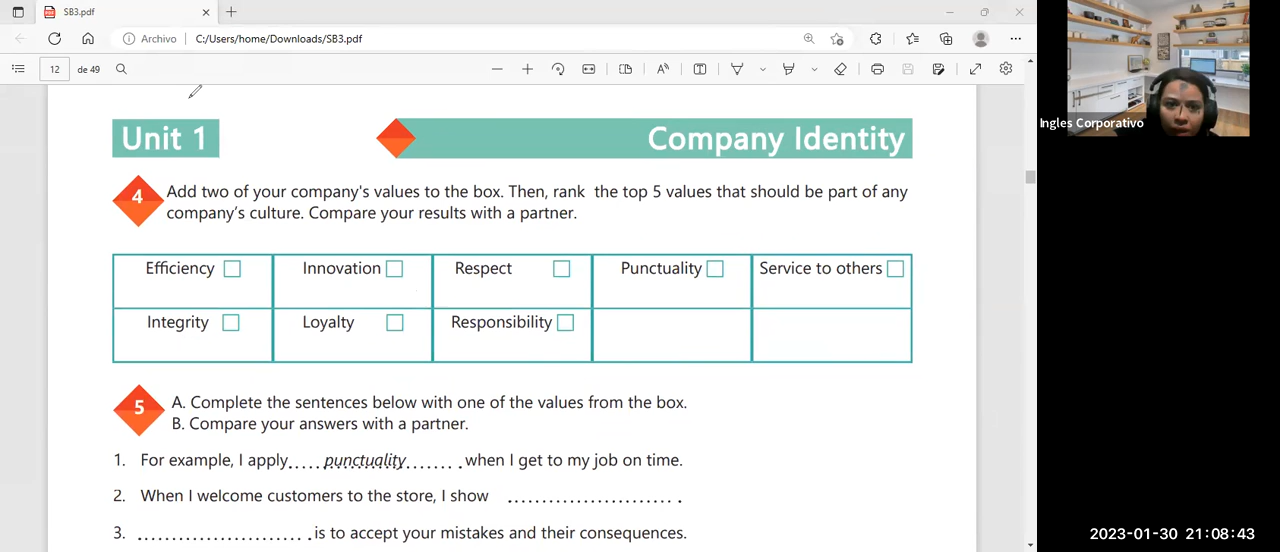 SB3.pdf
Archivo C:/Users/home/Downloads/SB3.pdf
12 de 49
Ingles Corporativo
Unit 1 Company Identity
4 Add two of your company's values to the box. Then, rank the top 5 values that should be part of any
company's culture. Compare your results with a partner.
Efficiency Innovation Respect Punctuality Service to others
Integrity Loyalty Responsibility
5 A. Complete the sentences below with one of the values from the box.
B. Compare your answers with a partner.
1. For example, I apply.....punctuality.......when I get to my job on time.
2. When I welcome customers to the store, I show ........................
3. ........................is to accept your mistakes and their consequences.
2023-01-30 21:08:43